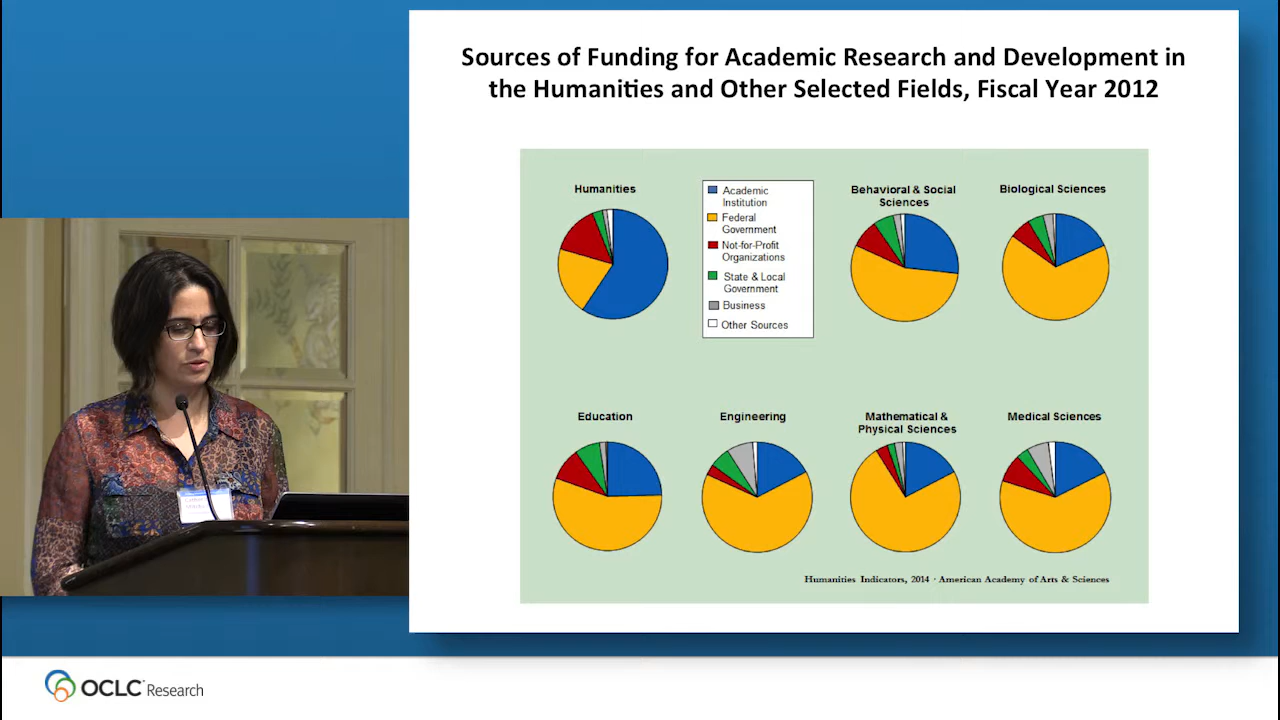 Sources of Funding for Academic Research and Development in
the Humanities and Other Selected Fields, Fiscal Year 2012
Humanities
Academic
Institution
Federal
Government
Not-for-Profit
Organizations
State & Local
Government
Business
Other Sources
Behavioral & Social
Sciences
Biological Sciences
Education
Engineering
Mathematical &
Physical Sciences
Medical Sciences
Humanities Indicators, 2014 · American Academy of Arts & Sciences
OCLC Research